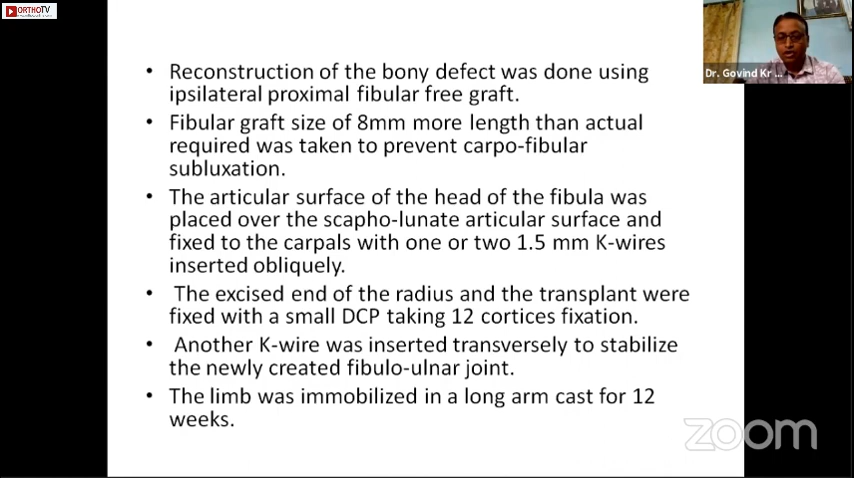 ORTHOTV
Dr. Govind Kr ...
• Reconstruction of the bony defect was done using
ipsilateral proximal fibular free graft.
• Fibular graft size of 8mm more length than actual
required was taken to prevent carpo-fibular
subluxation.
• The articular surface of the head of the fibula was
placed over the scapho-lunate articular surface and
fixed to the carpals with one or two 1.5 mm K-wires
inserted obliquely.
• The excised end of the radius and the transplant were
fixed with a small DCP taking 12 cortices fixation.
• Another K-wire was inserted transversely to stabilize
the newly created fibulo-ulnar joint.
• The limb was immobilized in a long arm cast for 12
weeks.
zoom